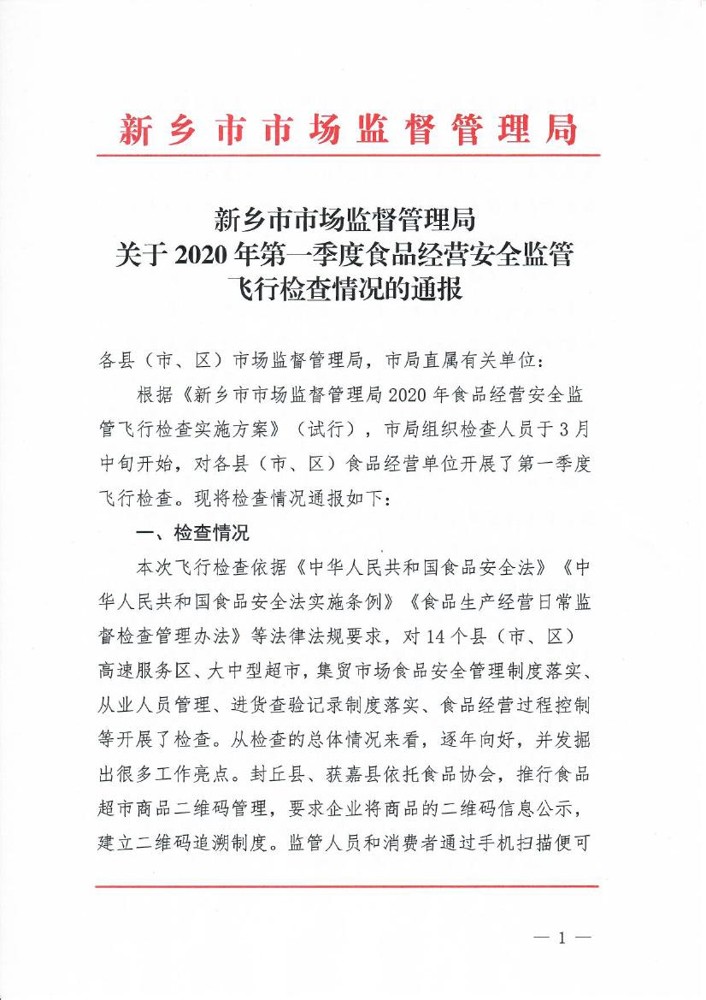 新乡市市场监督管理局
新乡市市场监督管理局
关于 2020 年第一季度食品经营安全监管
飞行检查情况的通报
各县（市、区）市场监督管理局，市局直属有关单位：
根据《新乡市市场监督管理局 2020 年食品经营安全监
管飞行检查实施方案》（试行），市局组织检查人员于 3 月
中旬开始，对各县（市、区）食品经营单位开展了第一季度
飞行检查。现将检查情况通报如下：
一、检查情况
本次飞行检查依据《中华人民共和国食品安全法》《中
华人民共和国食品安全法实施条例》《食品生产经营日常监
督检查管理办法》等法律法规要求，对 14 个县（市、区）
高速服务区、大中型超市，集贸市场食品安全管理制度落实、
从业人员管理、进货查验记录制度落实、食品经营过程控制
等开展了检查。从检查的总体情况来看，逐年向好，并发掘
出很多工作亮点。封丘县、获嘉县依托食品协会，推行食品
超市商品二维码管理，要求企业将商品的二维码信息公示，
建立二维码追溯制度。监管人员和消费者通过手机扫描便可
— 1 —